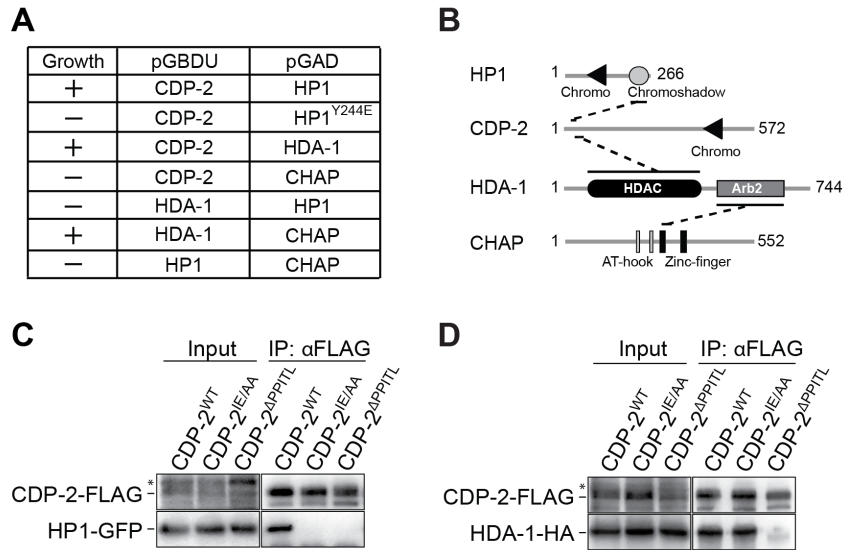 A
Growth pGBDU pGAD
+ CDP-2 HP1
− CDP-2 HP1Y244E
+ CDP-2 HDA-1
− CDP-2 CHAP
− HDA-1 HP1
+ HDA-1 CHAP
− HP1 CHAP
B
HP1 1 266
Chromo Chromoshadow
CDP-2 1 572
Chromo
HDA-1 1 HDAC Arb2 744
CHAP 1 552
AT-hook Zinc-finger
C
Input IP: αFLAG
CDP-2WT CDP-2IE/AA CDP-2ΔPPITL CDP-2WT CDP-2IE/AA CDP-2ΔPPITL
*
CDP-2-FLAG –
HP1-GFP –
D
Input IP: αFLAG
CDP-2WT CDP-2IE/AA CDP-2ΔPPITL CDP-2WT CDP-2IE/AA CDP-2ΔPPITL
*
CDP-2-FLAG –
HDA-1-HA –